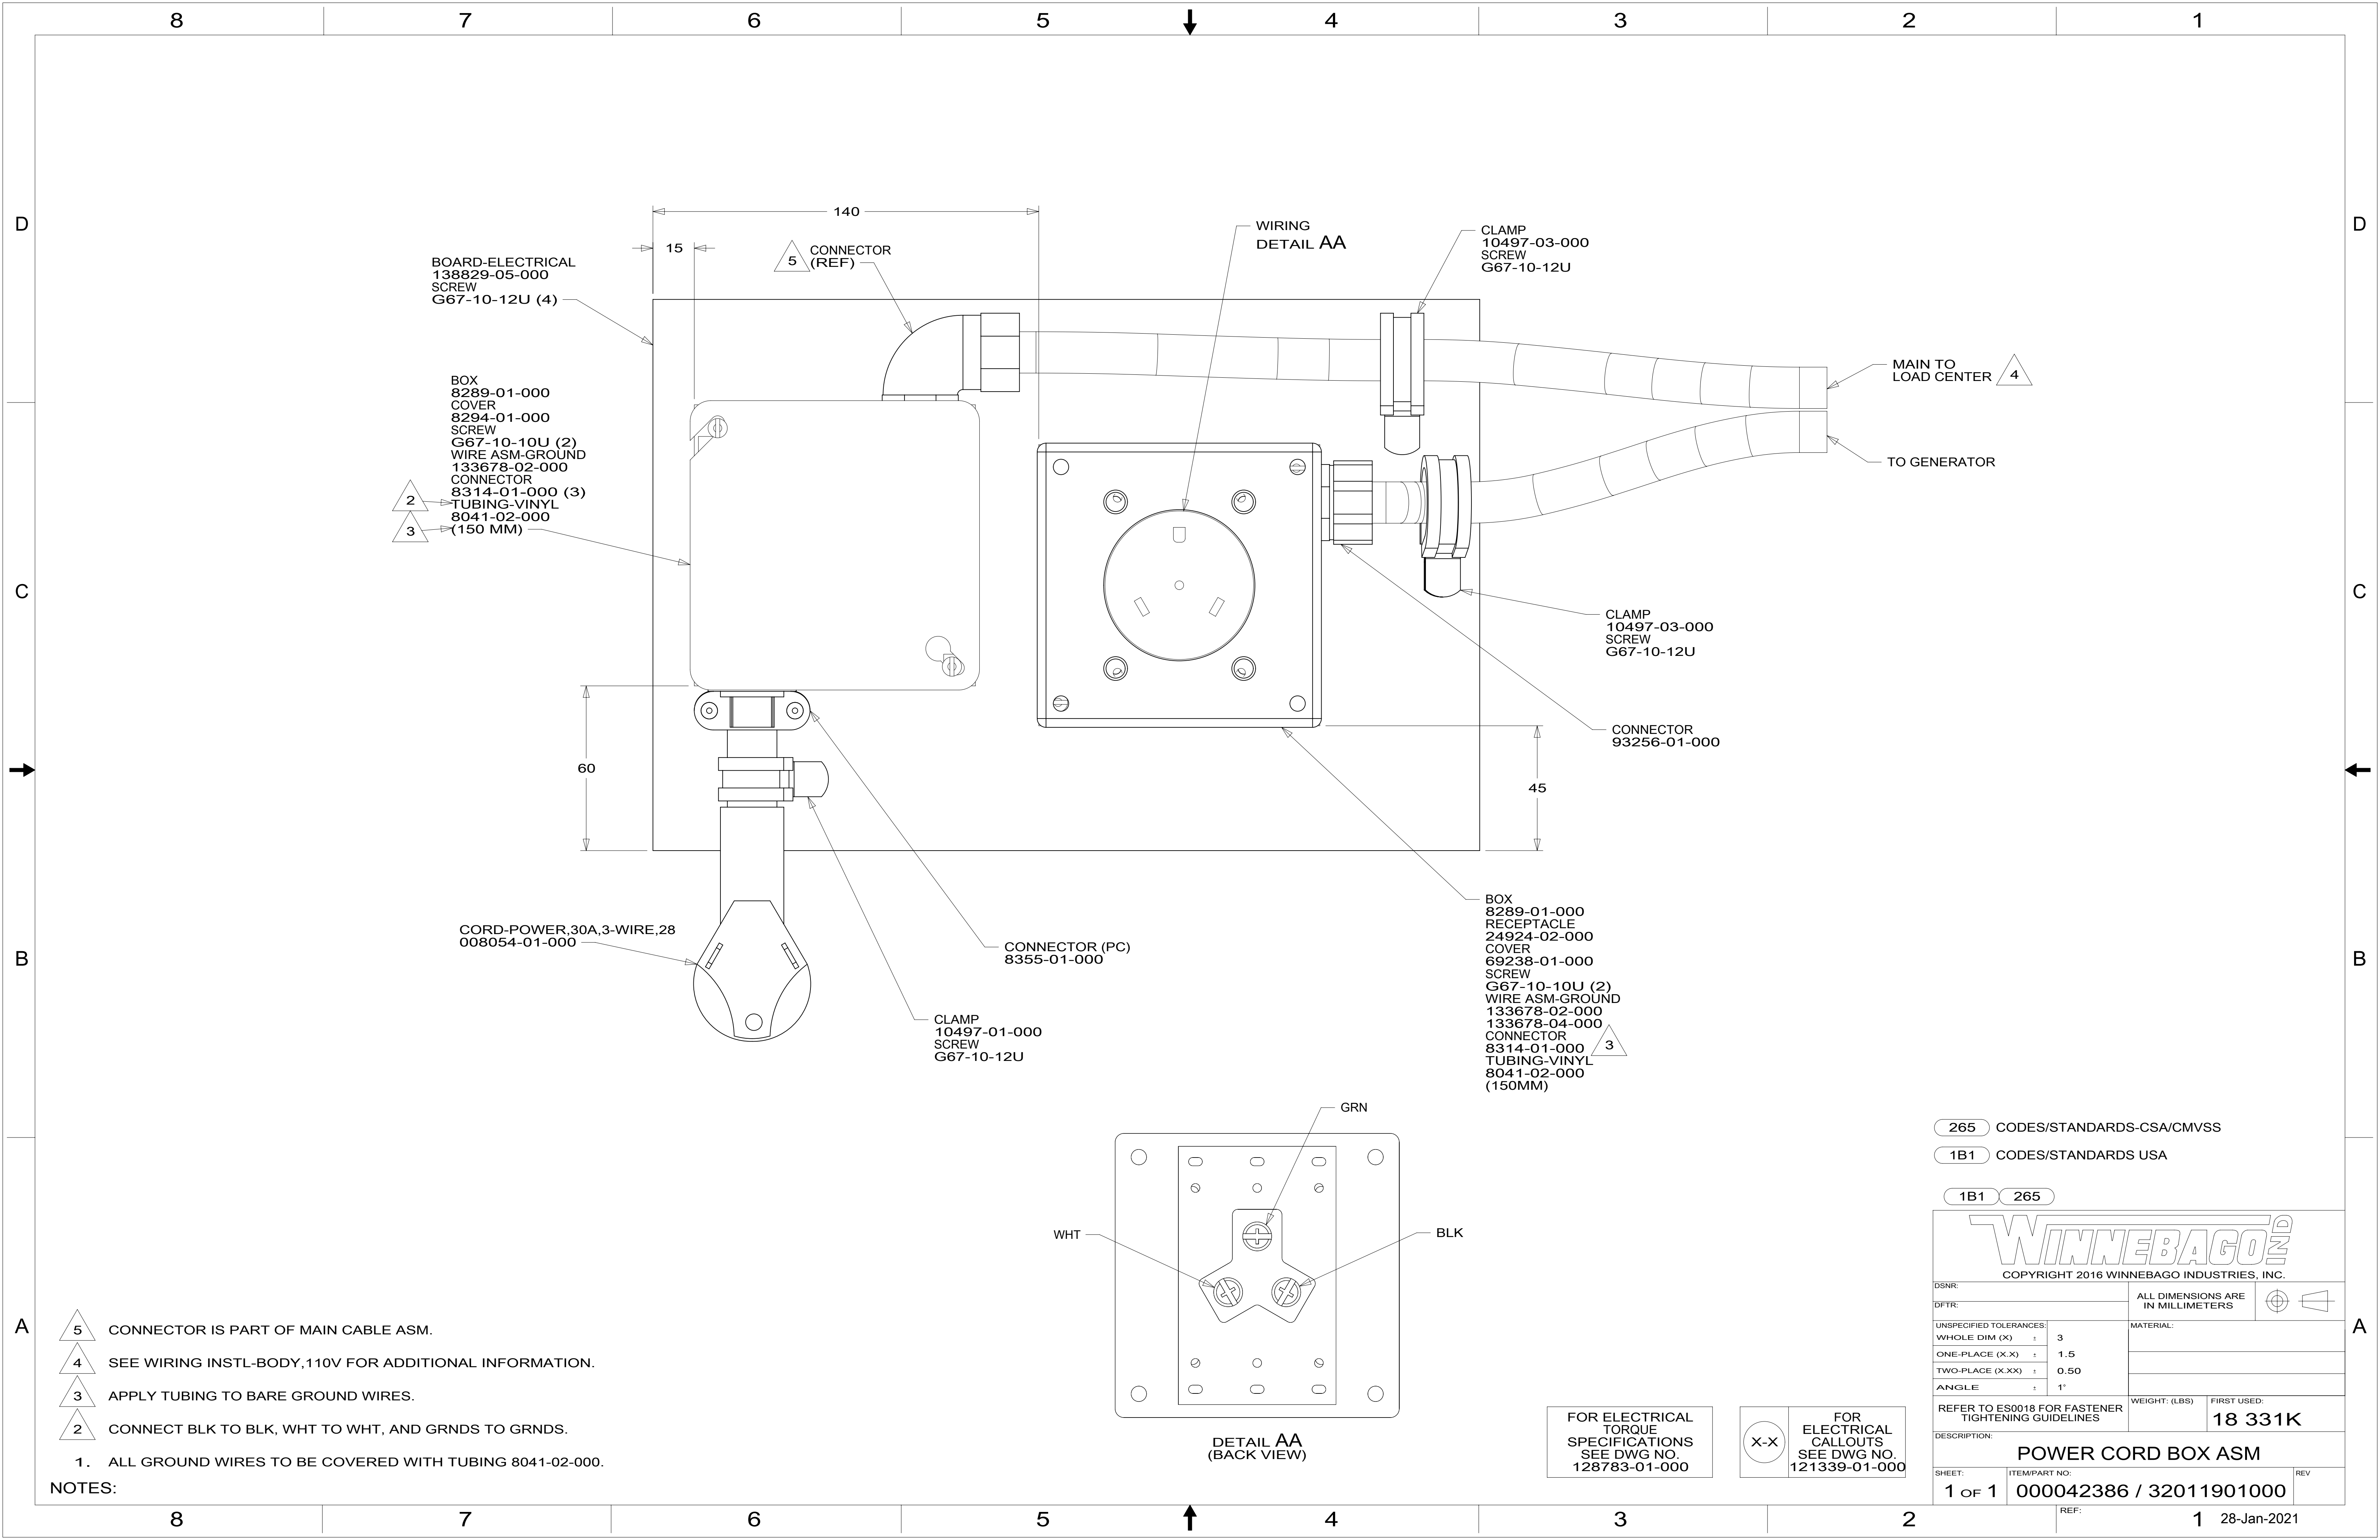 8 7 6 5 4 3 2 1
D
D
140
15
5
CONNECTOR
(REF)
WIRING
DETAIL AA
CLAMP
10497-03-000
SCREW
G67-10-12U
BOARD-ELECTRICAL
138829-05-000
SCREW
G67-10-12U (4)
MAIN TO
LOAD CENTER
4
TO GENERATOR
BOX
8289-01-000
COVER
8294-01-000
SCREW
G67-10-10U (2)
WIRE ASM-GROUND
133678-02-000
CONNECTOR
8314-01-000 (3)
2
TUBING-VINYL
8041-02-000
3
(150 MM)
C
C
CLAMP
10497-03-000
SCREW
G67-10-12U
CONNECTOR
93256-01-000
60
45
CORD-POWER,30A,3-WIRE,28
008054-01-000
CONNECTOR (PC)
8355-01-000
CLAMP
10497-01-000
SCREW
G67-10-12U
B
B
BOX
8289-01-000
RECEPTACLE
24924-02-000
COVER
69238-01-000
SCREW
G67-10-10U (2)
WIRE ASM-GROUND
133678-02-000
133678-04-000
CONNECTOR
8314-01-000
3
TUBING-VINYL
8041-02-000
(150MM)
GRN
WHT
BLK
DETAIL AA
(BACK VIEW)
A
A
5 CONNECTOR IS PART OF MAIN CABLE ASM.
4 SEE WIRING INSTL-BODY,110V FOR ADDITIONAL INFORMATION.
3 APPLY TUBING TO BARE GROUND WIRES.
2 CONNECT BLK TO BLK, WHT TO WHT, AND GRNDS TO GRNDS.
1. ALL GROUND WIRES TO BE COVERED WITH TUBING 8041-02-000.
NOTES:
FOR ELECTRICAL
TORQUE
SPECIFICATIONS
SEE DWG NO.
128783-01-000
X-X
FOR
ELECTRICAL
CALLOUTS
SEE DWG NO.
121339-01-000
265 CODES/STANDARDS-CSA/CMVSS
1B1 CODES/STANDARDS USA
1B1 265
WINNEBAGO IND
COPYRIGHT 2016 WINNEBAGO INDUSTRIES, INC.
DSNR:
DFTR:
ALL DIMENSIONS ARE
IN MILLIMETERS
UNSPECIFIED TOLERANCES:
WHOLE DIM (X) ± 3
ONE-PLACE (X.X) ± 1.5
TWO-PLACE (X.XX) ± 0.50
ANGLE ± 1°
MATERIAL:
REFER TO ES0018 FOR FASTENER
TIGHTENING GUIDELINES
WEIGHT: (LBS)
FIRST USED:
18 331K
DESCRIPTION:
POWER CORD BOX ASM
SHEET:
1 OF 1
ITEM/PART NO:
000042386 / 32011901000
REV
REF:
8 7 6 5 4 3 2 1
28-Jan-2021